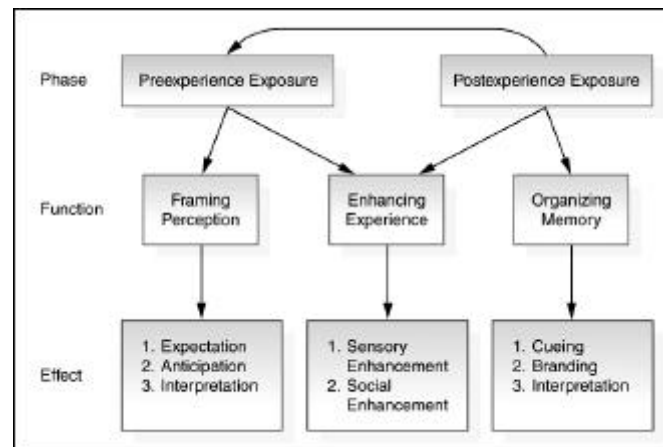 Phase
Preexperience Exposure
Postexperience Exposure
Function
Framing
Perception
Enhancing
Experience
Organizing
Memory
Effect
1. Expectation
2. Anticipation
3. Interpretation
1. Sensory
Enhancement
2. Social
Enhancement
1. Cueing
2. Branding
3. Interpretation